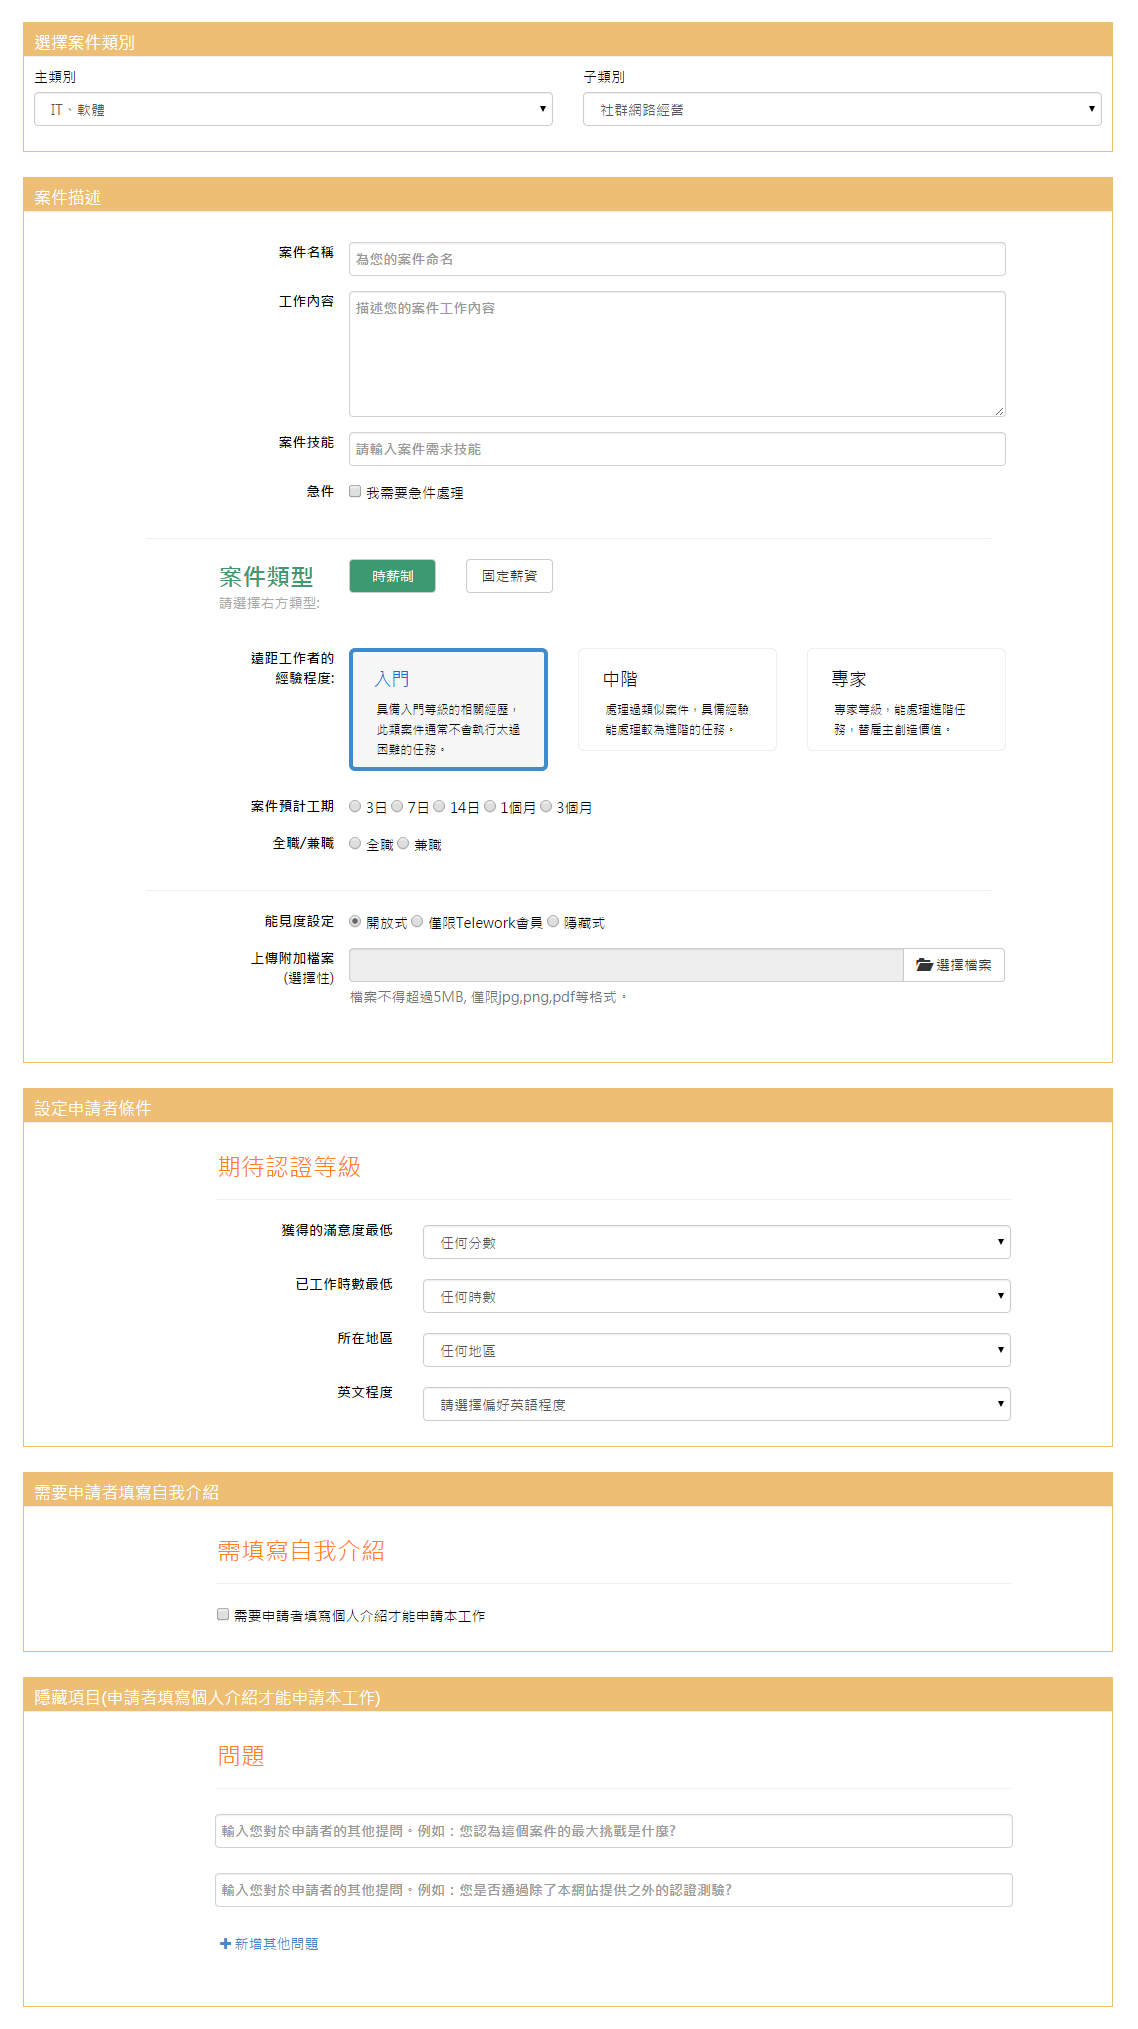 選擇案件類別
主類別
子類別
IT、軟體
社群網路經營
案件描述
案件名稱
為您的案件命名
工作內容
描述您的案件工作內容
案件技能
請輸入案件需求技能
急件
我需要急件處理
案件類型
請選擇右方類型:
時薪制
固定薪資
遠距工作者的
經驗程度:
入門
具備入門等級的相關經歷，
此類案件通常不會執行太過
困難的任務。
中階
處理過類似案件，具備經驗
能處理較為進階的任務。
專家
專家等級，能處理進階任
務，替雇主創造價值。
案件預計工期
3日 7日 14日 1個月 3個月
全職/兼職
全職 兼職
能見度設定
開放式 僅限Telework會員 隱藏式
上傳附加檔案
(選擇性)
選擇檔案
檔案不得超過5MB, 僅限jpg,png,pdf等格式。
設定申請者條件
期待認證等級
獲得的滿意度最低
任何分數
已工作時數最低
任何時數
所在地區
任何地區
英文程度
請選擇偏好英語程度
需要申請者填寫自我介紹
需填寫自我介紹
需要申請者填寫個人介紹才能申請本工作
隱藏項目(申請者填寫個人介紹才能申請本工作)
問題
輸入您對於申請者的其他提問。例如：您認為這個案件的最大挑戰是什麼?
輸入您對於申請者的其他提問。例如：您是否通過除了本網站提供之外的認證測驗?
新增其他問題